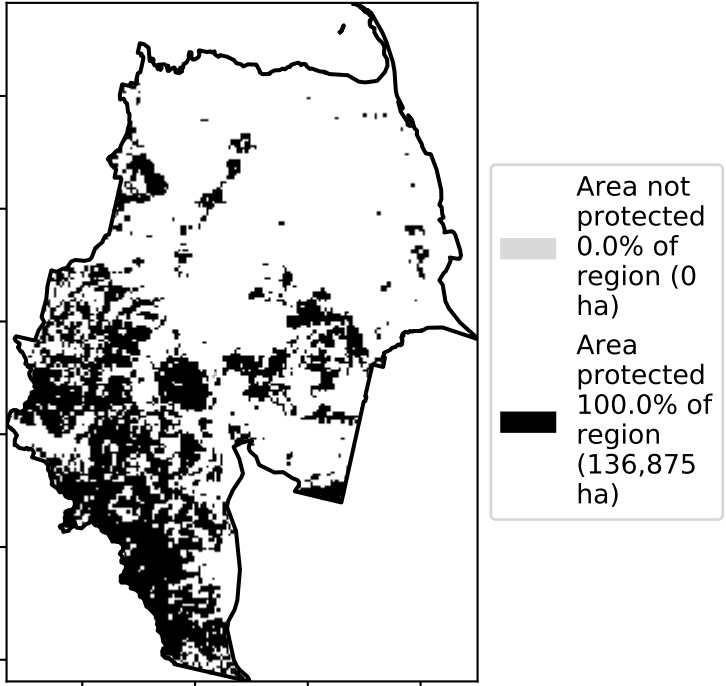 Area not
protected
0.0% of
region (0
ha)
Area
protected
100.0% of
region
(136,875
ha)